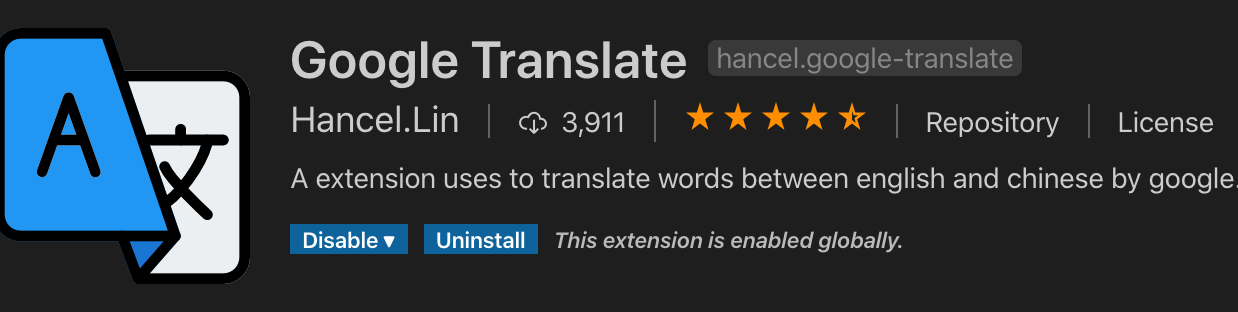 A 文
Google Translate hancel.google-translate
Hancel.Lin 3,911 Repository License
A extension uses to translate words between english and chinese by google.
Disable Uninstall This extension is enabled globally.